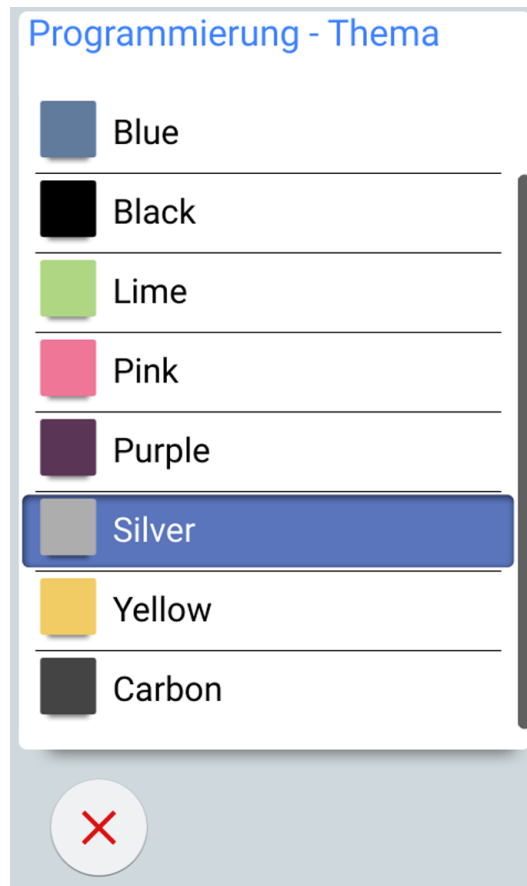 Programmierung - Thema
Blue
Black
Lime
Pink
Purple
Silver
Yellow
Carbon